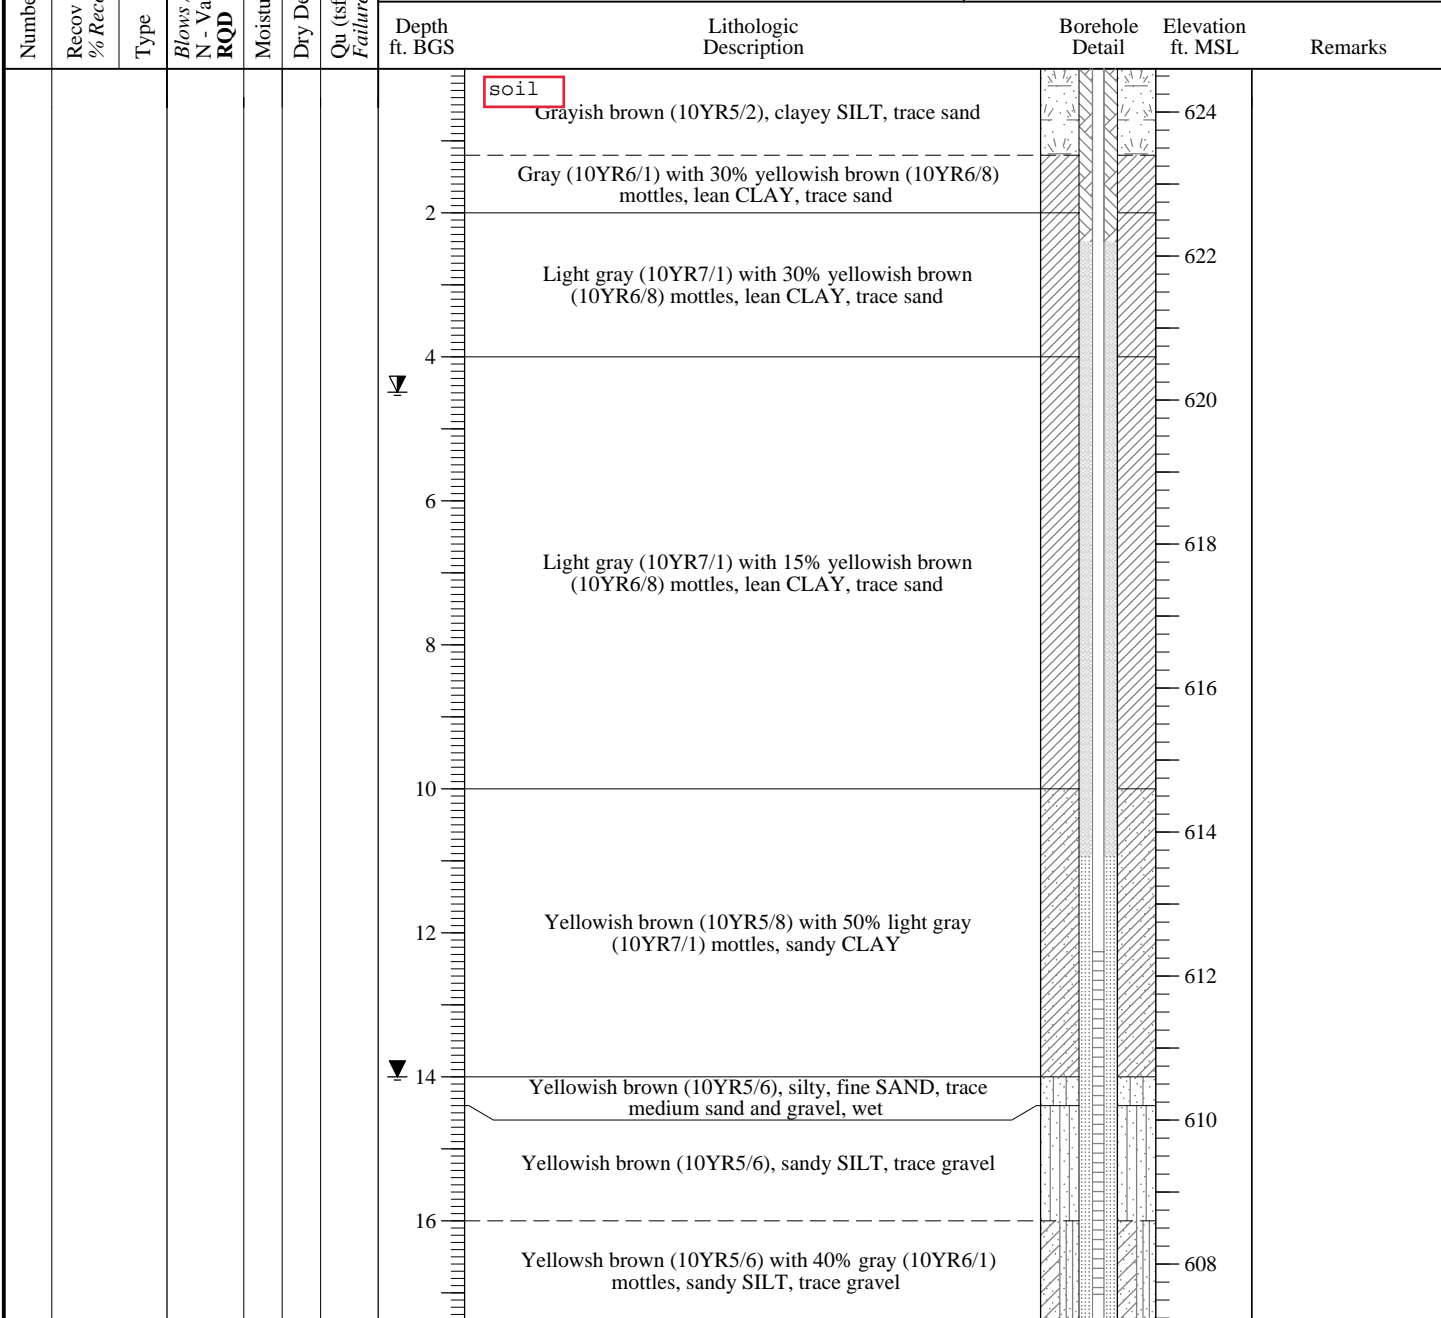 Number
Recov
% Rece
Type
Blows
N - Va
RQD
Moistu
Dry De
Qu (tsf
Failure
Depth
ft. BGS
Lithologic
Description
Borehole
Detail
Elevation
ft. MSL
Remarks
soil
Grayish brown (10YR5/2), clayey SILT, trace sand
624
Gray (10YR6/1) with 30% yellowish brown (10YR6/8)
mottles, lean CLAY, trace sand
2
622
Light gray (10YR7/1) with 30% yellowish brown
(10YR6/8) mottles, lean CLAY, trace sand
4
620
6
618
Light gray (10YR7/1) with 15% yellowish brown
(10YR6/8) mottles, lean CLAY, trace sand
8
616
10
614
Yellowish brown (10YR5/8) with 50% light gray
(10YR7/1) mottles, sandy CLAY
12
612
14
Yellowish brown (10YR5/6), silty, fine SAND, trace
medium sand and gravel, wet
610
Yellowish brown (10YR5/6), sandy SILT, trace gravel
16
Yellowsh brown (10YR5/6) with 40% gray (10YR6/1)
mottles, sandy SILT, trace gravel
608